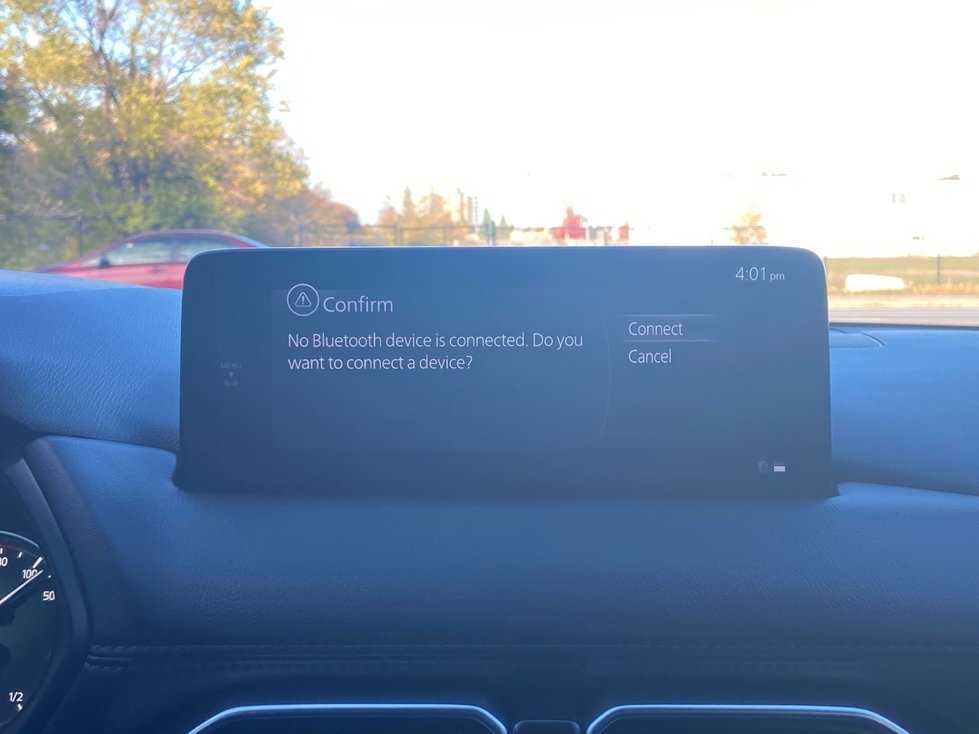 4:01 pm
Confirm
No Bluetooth device is connected. Do you
want to connect a device?
Connect
Cancel
MENU
100
50
1/2